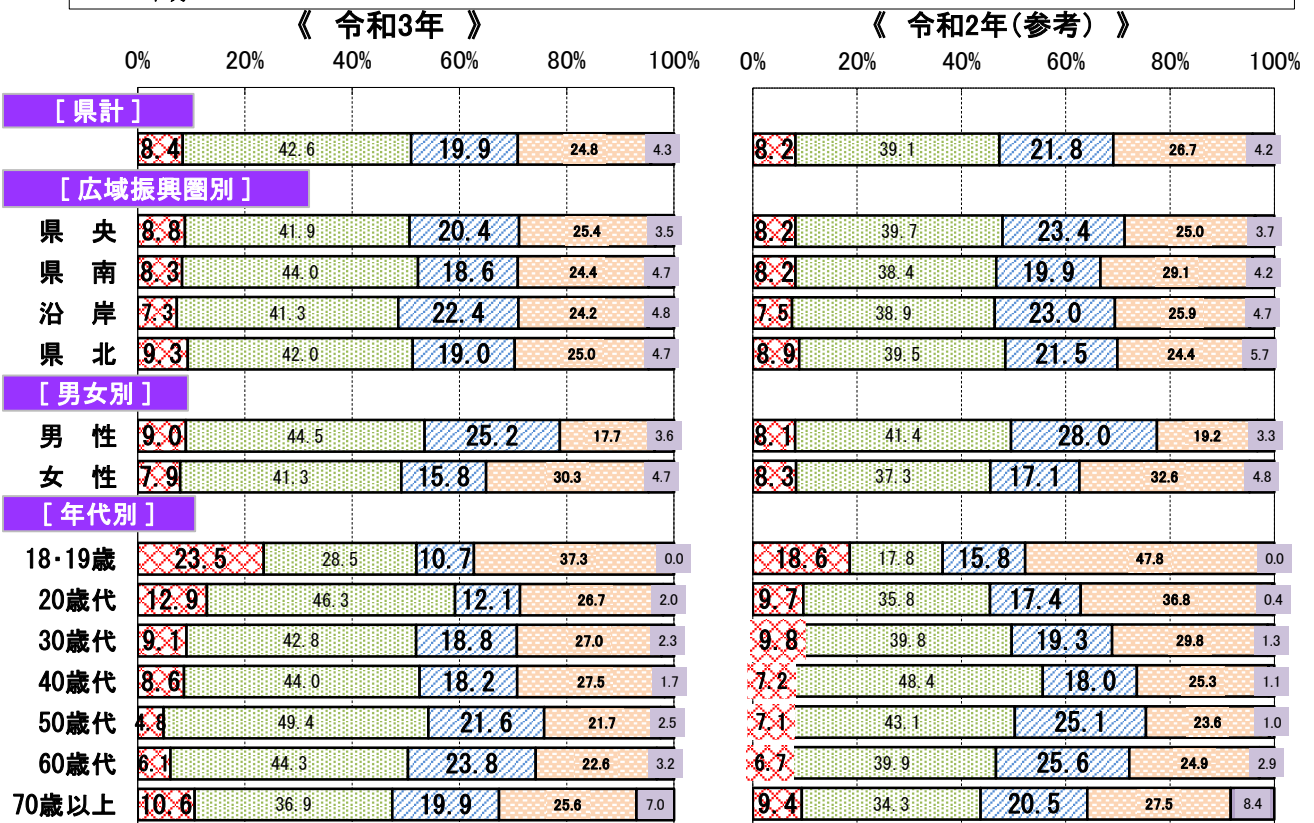 《 令和3年 》
《 令和2年(参考) 》
0% 20% 40% 60% 80% 100%
0% 20% 40% 60% 80% 100%
[ 県計 ]
8.4 42.6 19.9 24.8 4.3
8.2 39.1 21.8 26.7 4.2
[ 広域振興圏別 ]
県 央 8.8 41.9 20.4 25.4 3.5
8.2 39.7 23.4 25.0 3.7
県 南 8.3 44.0 18.6 24.4 4.7
8.2 38.4 19.9 29.1 4.2
沿 岸 7.3 41.3 22.4 24.2 4.8
7.5 38.9 23.0 25.9 4.7
県 北 9.3 42.0 19.0 25.0 4.7
8.9 39.5 21.5 24.4 5.7
[ 男女別 ]
男 性 9.0 44.5 25.2 17.7 3.6
8.1 41.4 28.0 19.2 3.3
女 性 7.9 41.3 15.8 30.3 4.7
8.3 37.3 17.1 32.6 4.8
[ 年代別 ]
18・19歳 23.5 28.5 10.7 37.3 0.0
18.6 17.8 15.8 47.8 0.0
20歳代 12.9 46.3 12.1 26.7 2.0
9.7 35.8 17.4 36.8 0.4
30歳代 9.1 42.8 18.8 27.0 2.3
9.8 39.8 19.3 29.8 1.3
40歳代 8.6 44.0 18.2 27.5 1.7
7.2 48.4 18.0 25.3 1.1
50歳代 4.8 49.4 21.6 21.7 2.5
7.1 43.1 25.1 23.6 1.0
60歳代 6.1 44.3 23.8 22.6 3.2
6.7 39.9 25.6 24.9 2.9
70歳以上 10.6 36.9 19.9 25.6 7.0
9.4 34.3 20.5 27.5 8.4